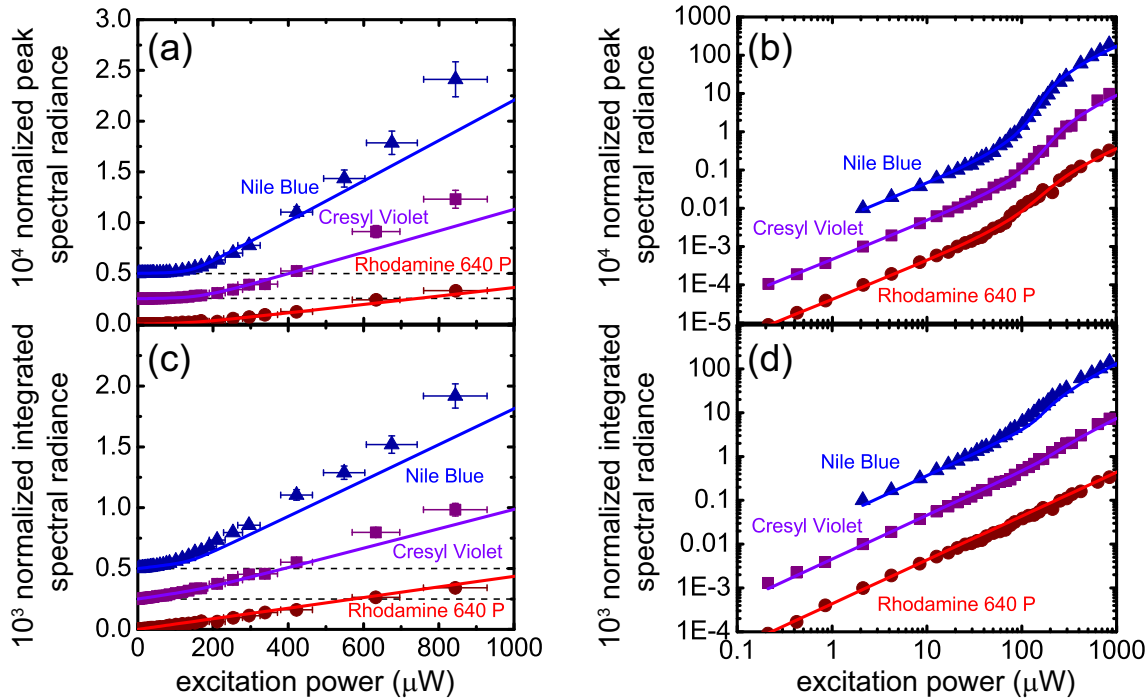 (a)
10⁴ normalized peak
spectral radiance
3.0
2.5
2.0
1.5
1.0
0.5
0.0
Nile Blue
Cresyl Violet
Rhodamine 640 P
(b)
10⁴ normalized peak
spectral radiance
1000
100
10
1
0.1
0.01
1E-3
1E-4
1E-5
Nile Blue
Cresyl Violet
Rhodamine 640 P
(c)
10³ normalized integrated
spectral radiance
2.0
1.5
1.0
0.5
0.0
Nile Blue
Cresyl Violet
Rhodamine 640 P
0 200 400 600 800 1000
excitation power (μW)
(d)
10³ normalized integrated
spectral radiance
100
10
1
0.1
0.01
1E-3
1E-4
Nile Blue
Cresyl Violet
Rhodamine 640 P
0.1 1 10 100 1000
excitation power (μW)